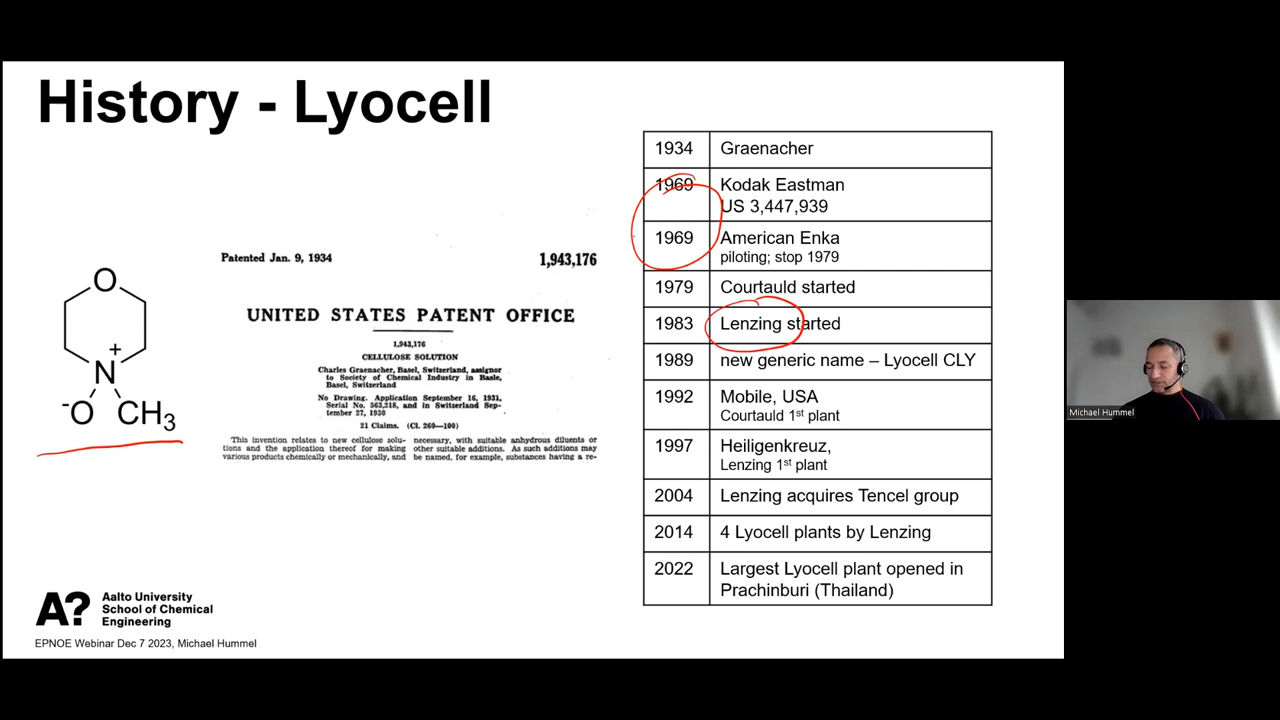 History - Lyocell
O
N
+
-O
CH3
Patented Jan. 9, 1934
1,943,176
UNITED STATES PATENT OFFICE
1,943,176
CELLULOSE SOLUTION
Charles Graenacher, Basel, Switzerland, assignor
to Society of Chemical Industry in Basle,
Basel, Switzerland
No Drawing. Application September 16, 1931,
Serial No. 563,218, and in Switzerland Sep-
tember 27, 1930
21 Claims. (Cl. 260—100)
This invention relates to new cellulose solu-
tions and the application thereof for making
various products chemically or mechanically, and
necessary, with suitable anhydrous diluents or
other suitable additions. As such additions may
be named, for example, substances having a re-
1934 Graenacher
1969 Kodak Eastman
US 3,447,939
1969 American Enka
piloting; stop 1979
1979 Courtauld started
1983 Lenzing started
1989 new generic name – Lyocell CLY
1992 Mobile, USA
Courtauld 1st plant
1997 Heiligenkreuz,
Lenzing 1st plant
2004 Lenzing acquires Tencel group
2014 4 Lyocell plants by Lenzing
2022 Largest Lyocell plant opened in
Prachinburi (Thailand)
A?
Aalto University
School of Chemical
Engineering
EPNOE Webinar Dec 7 2023, Michael Hummel
Michael Hummel